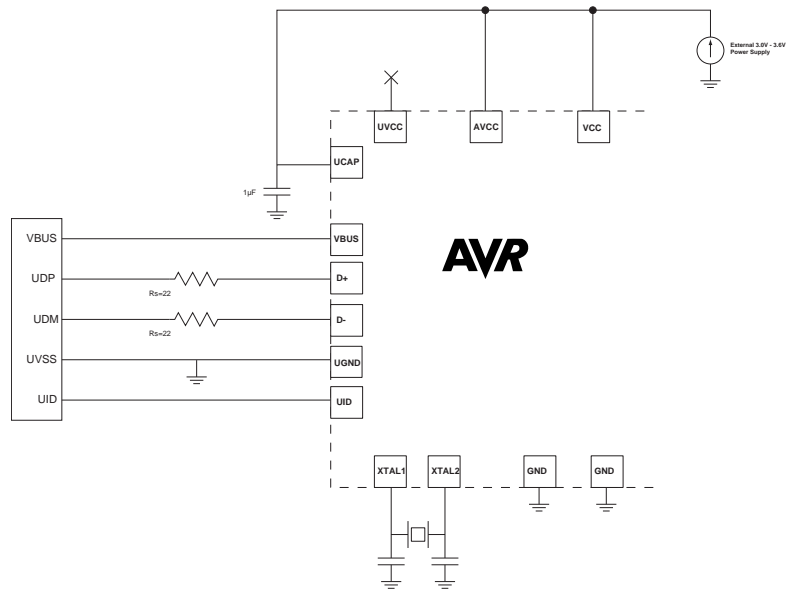 External 3.0V - 3.6V
Power Supply
UVCC
AVCC
VCC
UCAP
1µF
VBUS
VBUS
UDP
Rs=22
D+
UDM
Rs=22
D-
UVSS
UGND
UID
UID
AVR
XTAL1
XTAL2
GND
GND